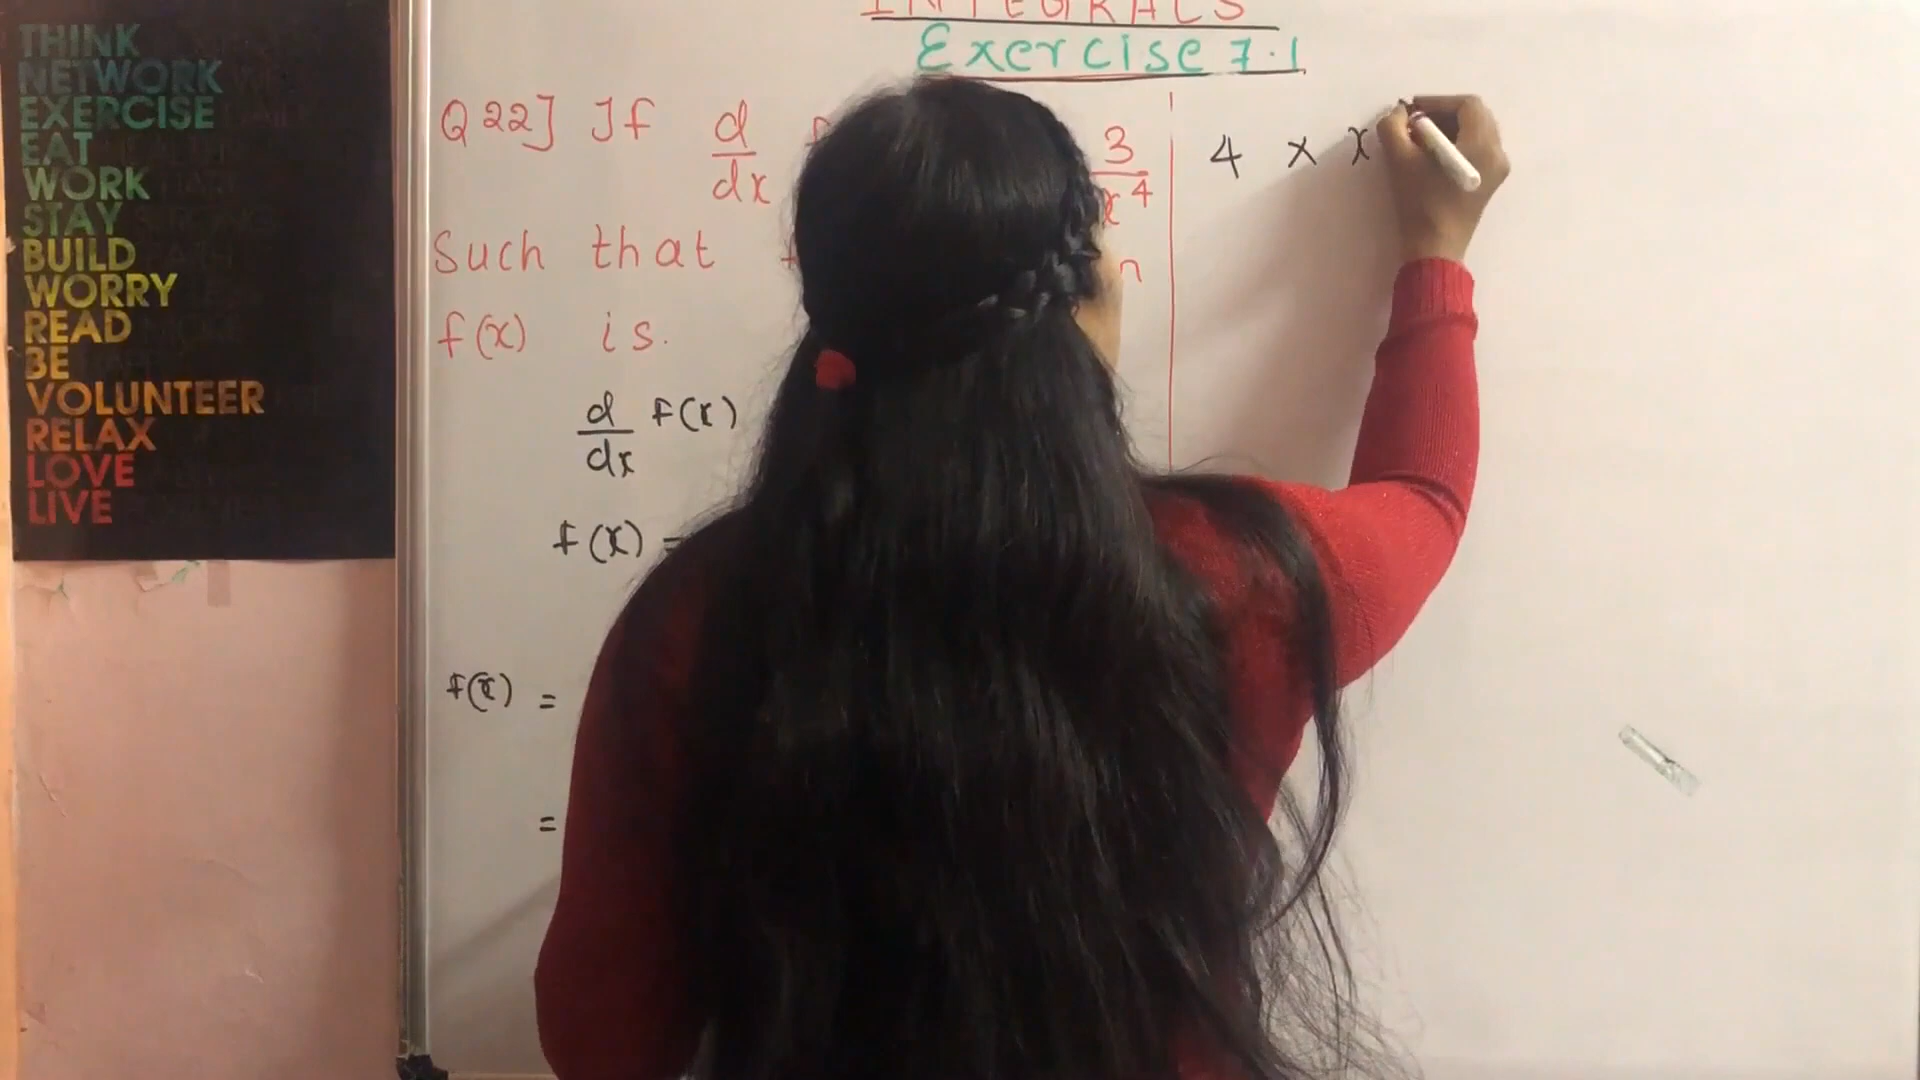 THINK
NETWORK
EXERCISE
EAT
WORK
STAY
BUILD
WORRY
READ
BE
VOLUNTEER
RELAX
LOVE
LIVE
INTEGRALS
Exercise 7.1
Q22] If d/dx 3/x⁴
Such that
f(x) is.
d/dx f(x)
f(x) =
f(x) =
=
4 × x